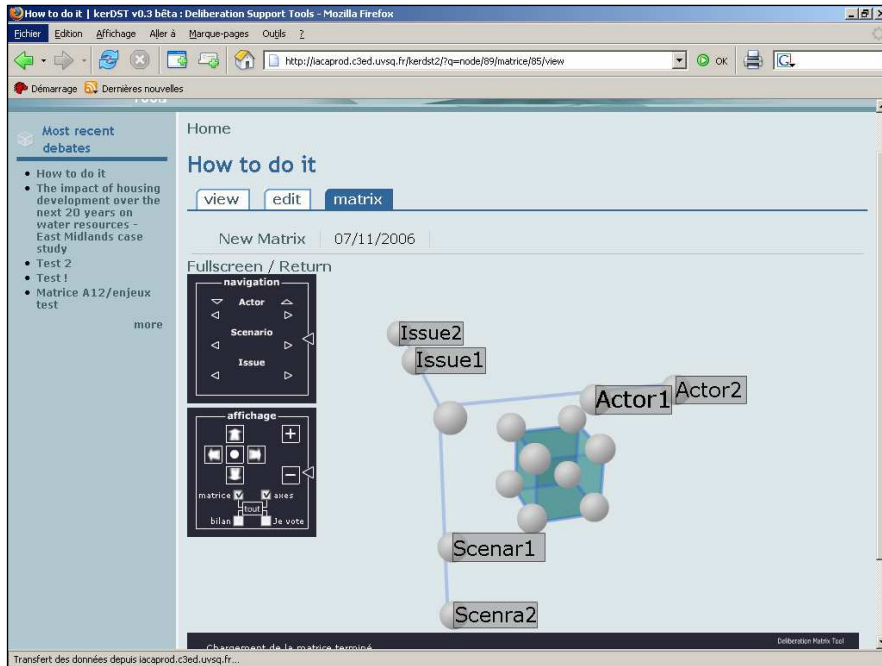 How to do it | kerDST v0.3 bêta : Deliberation Support Tools - Mozilla Firefox
Fichier Edition Affichage Aller à Marque-pages Outils ?
http://iacaprod.c3ed.uvsq.fr/kerdst2/?q=node/89/matrice/85/view
OK
G
Démarrage Dernières nouvelles
Tools
Most recent
debates
How to do it
The impact of housing
development over the
next 20 years on
water resources -
East Midlands case
study
Test 2
Test !
Matrice A12/enjeux
test
more
Home
How to do it
view edit matrix
New Matrix 07/11/2006
Fullscreen / Return
navigation
Actor
Scenario
Issue
affichage
matrice axes
tout
bilan Je vote
Issue2
Issue1
Actor1
Actor2
Scenar1
Scenra2
Chargement de la matrice terminé
Deliberation Matrix Tool
Transfert des données depuis iacaprod.c3ed.uvsq.fr...